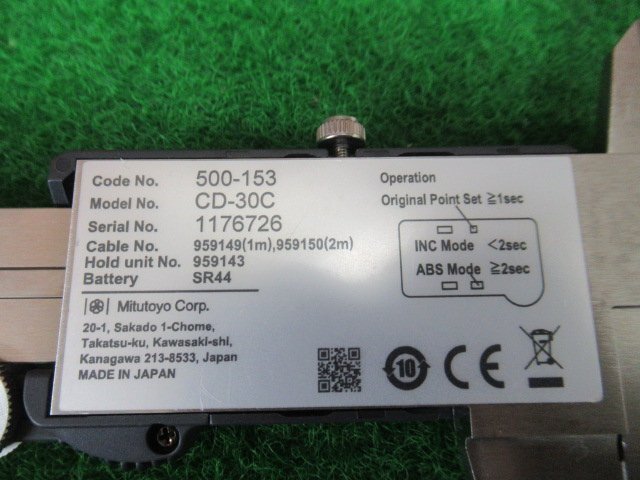 Code No. 500-153
Model No. CD-30C
Serial No. 1176726
Cable No. 959149(1m),959150(2m)
Hold unit No. 959143
Battery SR44
Mitutoyo Corp.
20-1, Sakado 1-Chome,
Takatsu-ku, Kawasaki-shi,
Kanagawa 213-8533, Japan
MADE IN JAPAN
Operation
Original Point Set ≧1sec
INC Mode <2sec
ABS Mode ≧2sec
10
CE